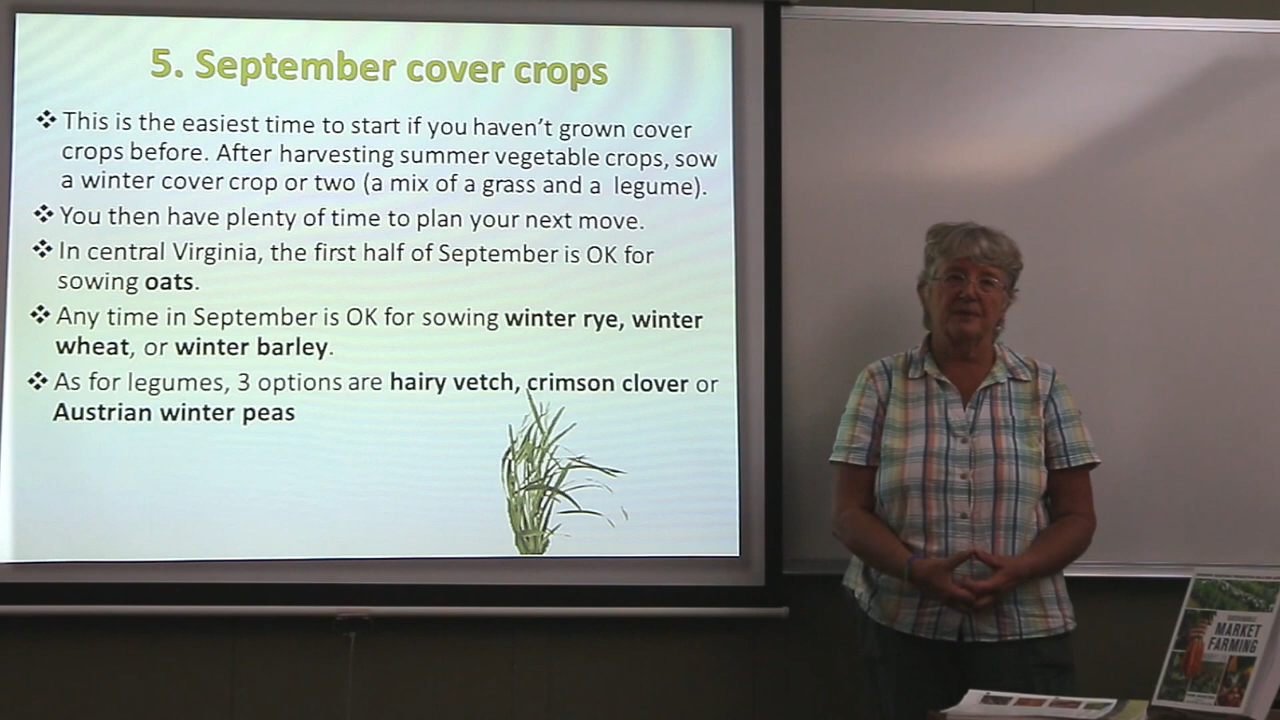 5. September cover crops
❖ This is the easiest time to start if you haven't grown cover
crops before. After harvesting summer vegetable crops, sow
a winter cover crop or two (a mix of a grass and a legume).
❖ You then have plenty of time to plan your next move.
❖ In central Virginia, the first half of September is OK for
sowing oats.
❖ Any time in September is OK for sowing winter rye, winter
wheat, or winter barley.
❖ As for legumes, 3 options are hairy vetch, crimson clover or
Austrian winter peas
MARKET
FARMING